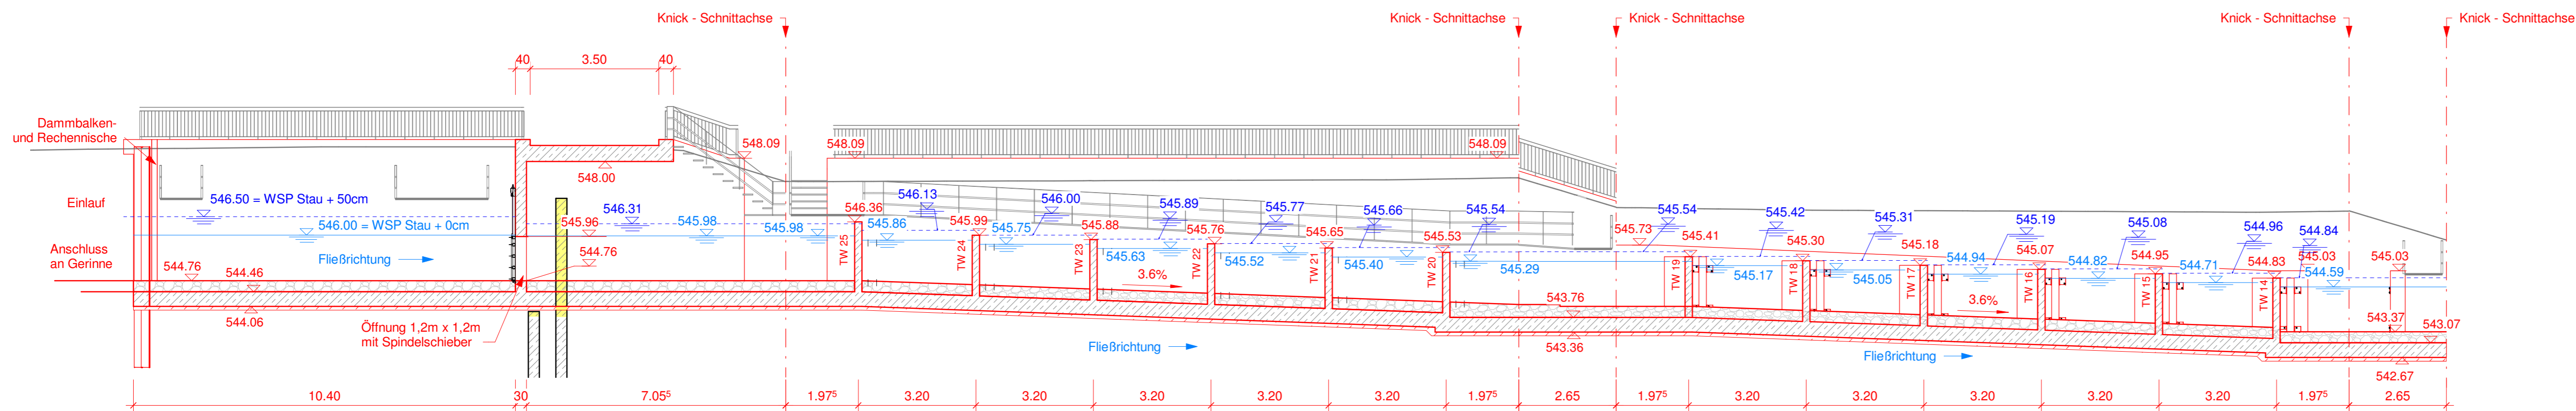 Knick - Schnittachse
Knick - Schnittachse
Knick - Schnittachse
Knick - Schnittachse
Knick - Schnittachse
40
3.50
40
Dammbalken-
und Rechennische
Einlauf
Anschluss
an Gerinne
546.50 = WSP Stau + 50cm
546.00 = WSP Stau + 0cm
Fließrichtung
544.76
544.46
544.06
548.00
546.31
545.96
545.98
544.76
Öffnung 1,2m x 1,2m
mit Spindelschieber
548.09
548.09
548.09
545.98
546.36
TW 25
545.86
546.13
545.99
TW 24
545.75
546.00
545.88
TW 23
545.63
545.89
545.76
TW 22
545.52
545.77
545.65
TW 21
545.40
545.66
545.53
TW 20
545.54
545.29
3.6%
Fließrichtung
543.76
543.36
545.73
545.54
545.41
TW 19
545.17
545.42
545.30
TW 18
545.05
545.31
545.18
TW 17
544.94
545.19
545.07
TW 16
544.82
545.08
544.95
TW 15
544.71
544.96
544.83
TW 14
544.84
545.03
544.59
545.03
3.6%
Fließrichtung
543.37
543.07
542.67
10.40
30
7.05⁵
1.97⁵
3.20
3.20
3.20
3.20
3.20
1.97⁵
2.65
1.97⁵
3.20
3.20
3.20
3.20
3.20
1.97⁵
2.65